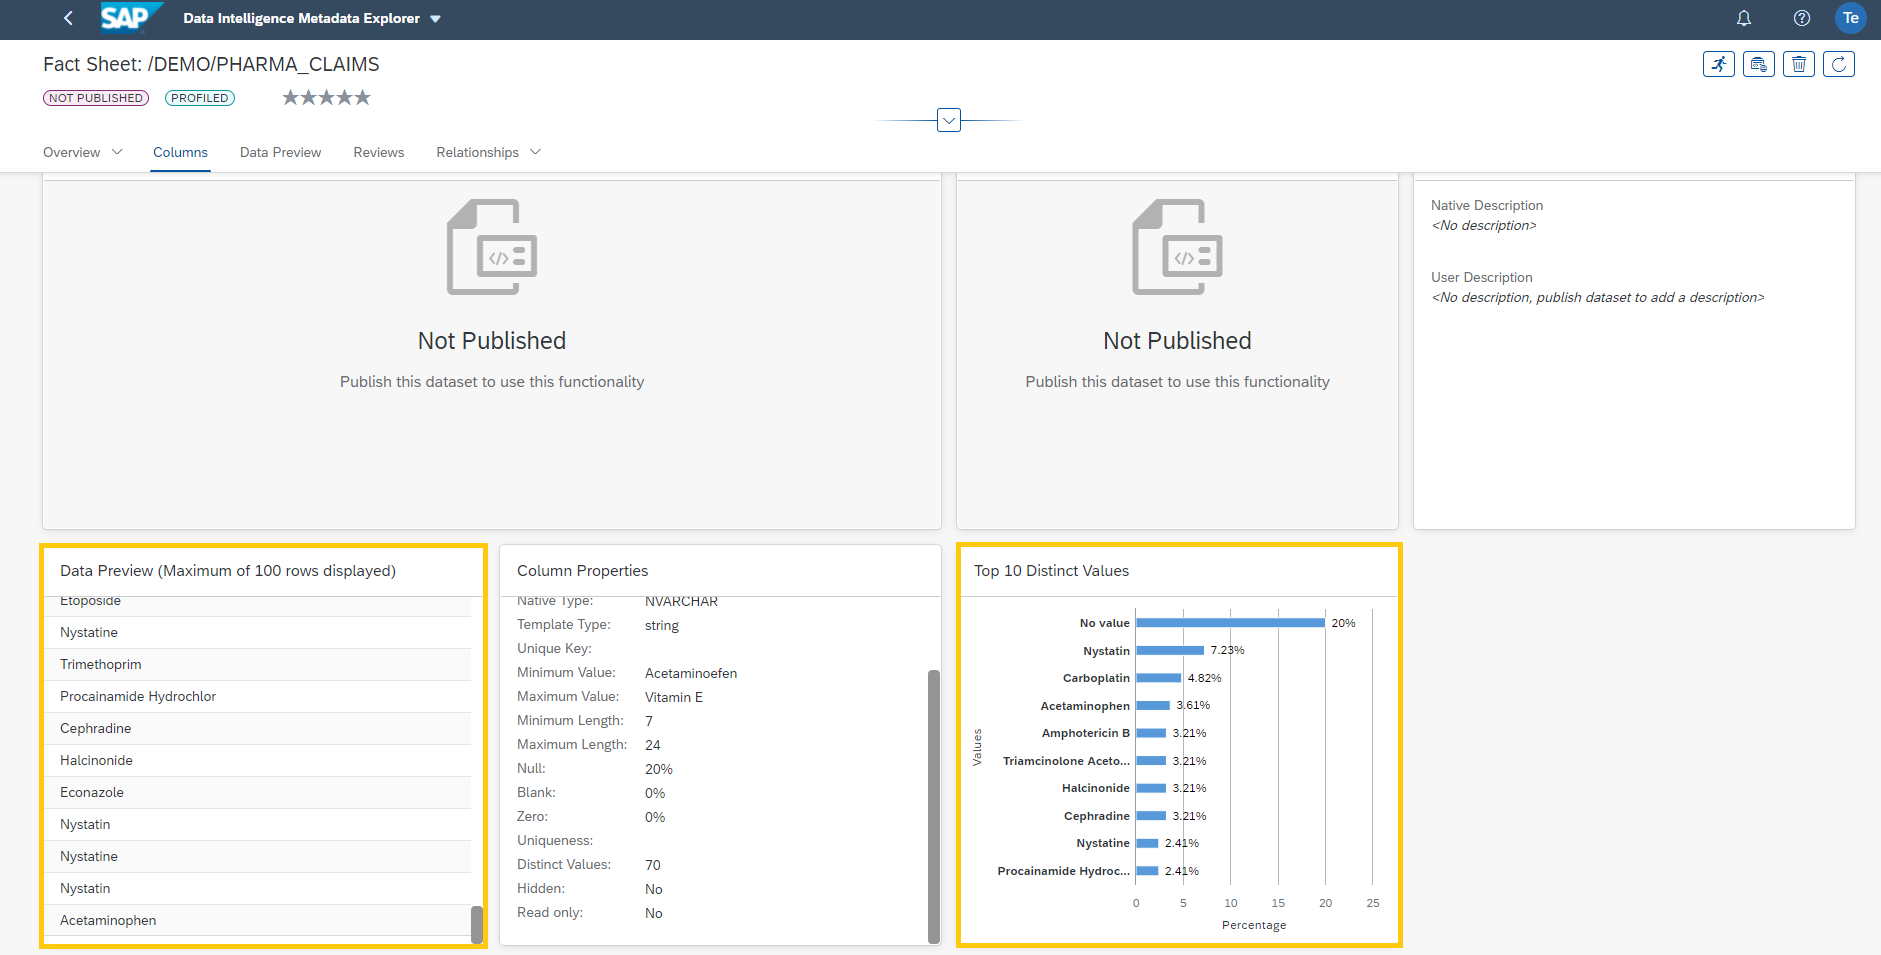 SAP Data Intelligence Metadata Explorer
Te
Fact Sheet: /DEMO/PHARMA_CLAIMS
NOT PUBLISHED PROFILED
Overview Columns Data Preview Reviews Relationships
</>
Not Published
Publish this dataset to use this functionality
</>
Not Published
Publish this dataset to use this functionality
Native Description
<No description>
User Description
<No description, publish dataset to add a description>
Data Preview (Maximum of 100 rows displayed)
Etoposide
Nystatine
Trimethoprim
Procainamide Hydrochlor
Cephradine
Halcinonide
Econazole
Nystatin
Nystatine
Nystatin
Acetaminophen
Column Properties
Native Type: NVARCHAR
Template Type: string
Unique Key:
Minimum Value: Acetaminoefen
Maximum Value: Vitamin E
Minimum Length: 7
Maximum Length: 24
Null: 20%
Blank: 0%
Zero: 0%
Uniqueness:
Distinct Values: 70
Hidden: No
Read only: No
Top 10 Distinct Values
Values
No value 20%
Nystatin 7.23%
Carboplatin 4.82%
Acetaminophen 3.61%
Amphotericin B 3.21%
Triamcinolone Aceto... 3.21%
Halcinonide 3.21%
Cephradine 3.21%
Nystatine 2.41%
Procainamide Hydroc... 2.41%
0 5 10 15 20 25
Percentage